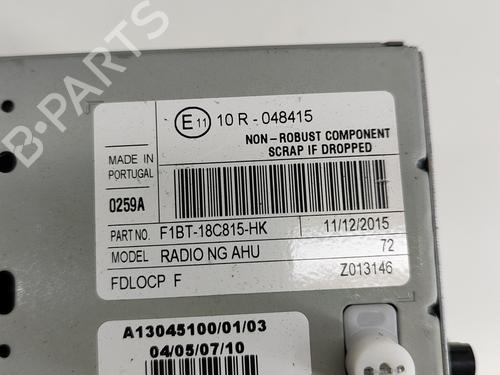 E 11 10 R - 048415
NON-ROBUST COMPONENT
SCRAP IF DROPPED
MADE IN
PORTUGAL
0259A
PART NO. F1BT-18C815-HK 11/12/2015
MODEL RADIO NG AHU 72
FDLOCP F Z013146
A13045100/01/03
04/05/07/10
B-PARTS